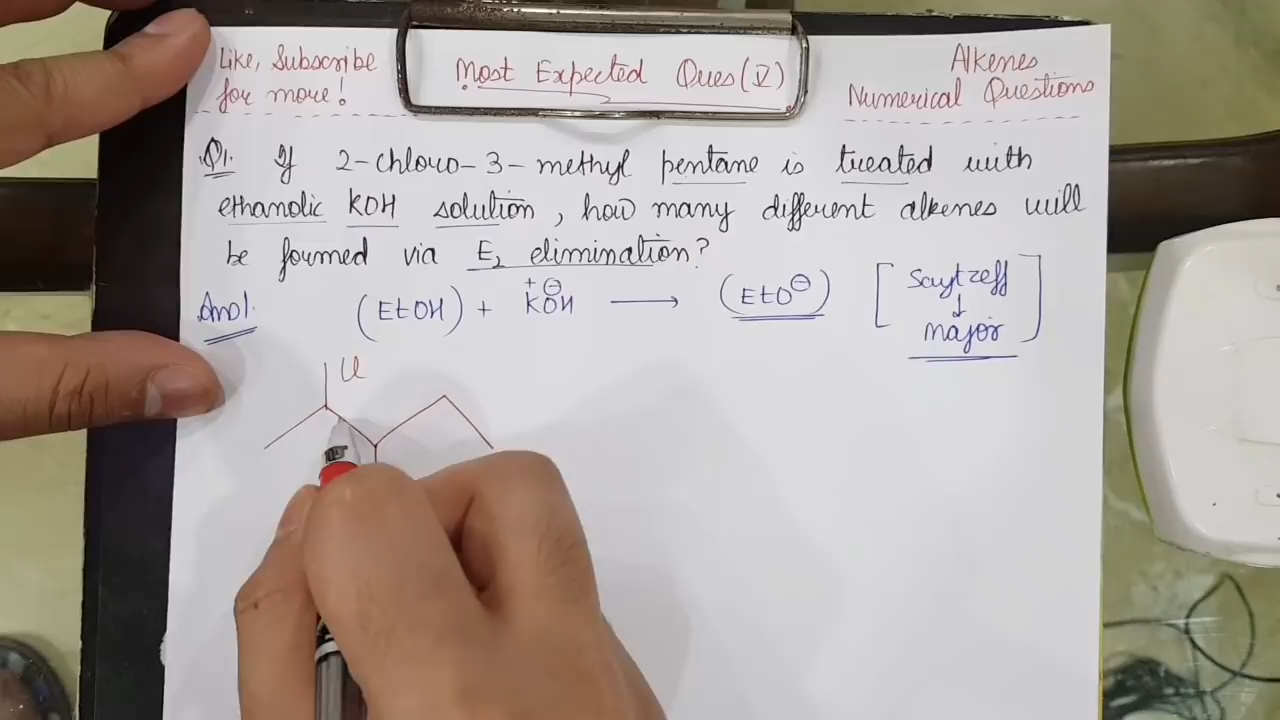 Like, Subscribe
for more!
Most Expected Ques(V)
Alkenes
Numerical Questions
Q1. If 2-chloro-3-methyl pentane is treated with
ethanolic KOH solution, how many different alkenes will
be formed via E2 elimination?
Ans1. (EtOH) + K⁺OH⊖ → (EtO⊖) [Saytzeff
↓
major]
Cl